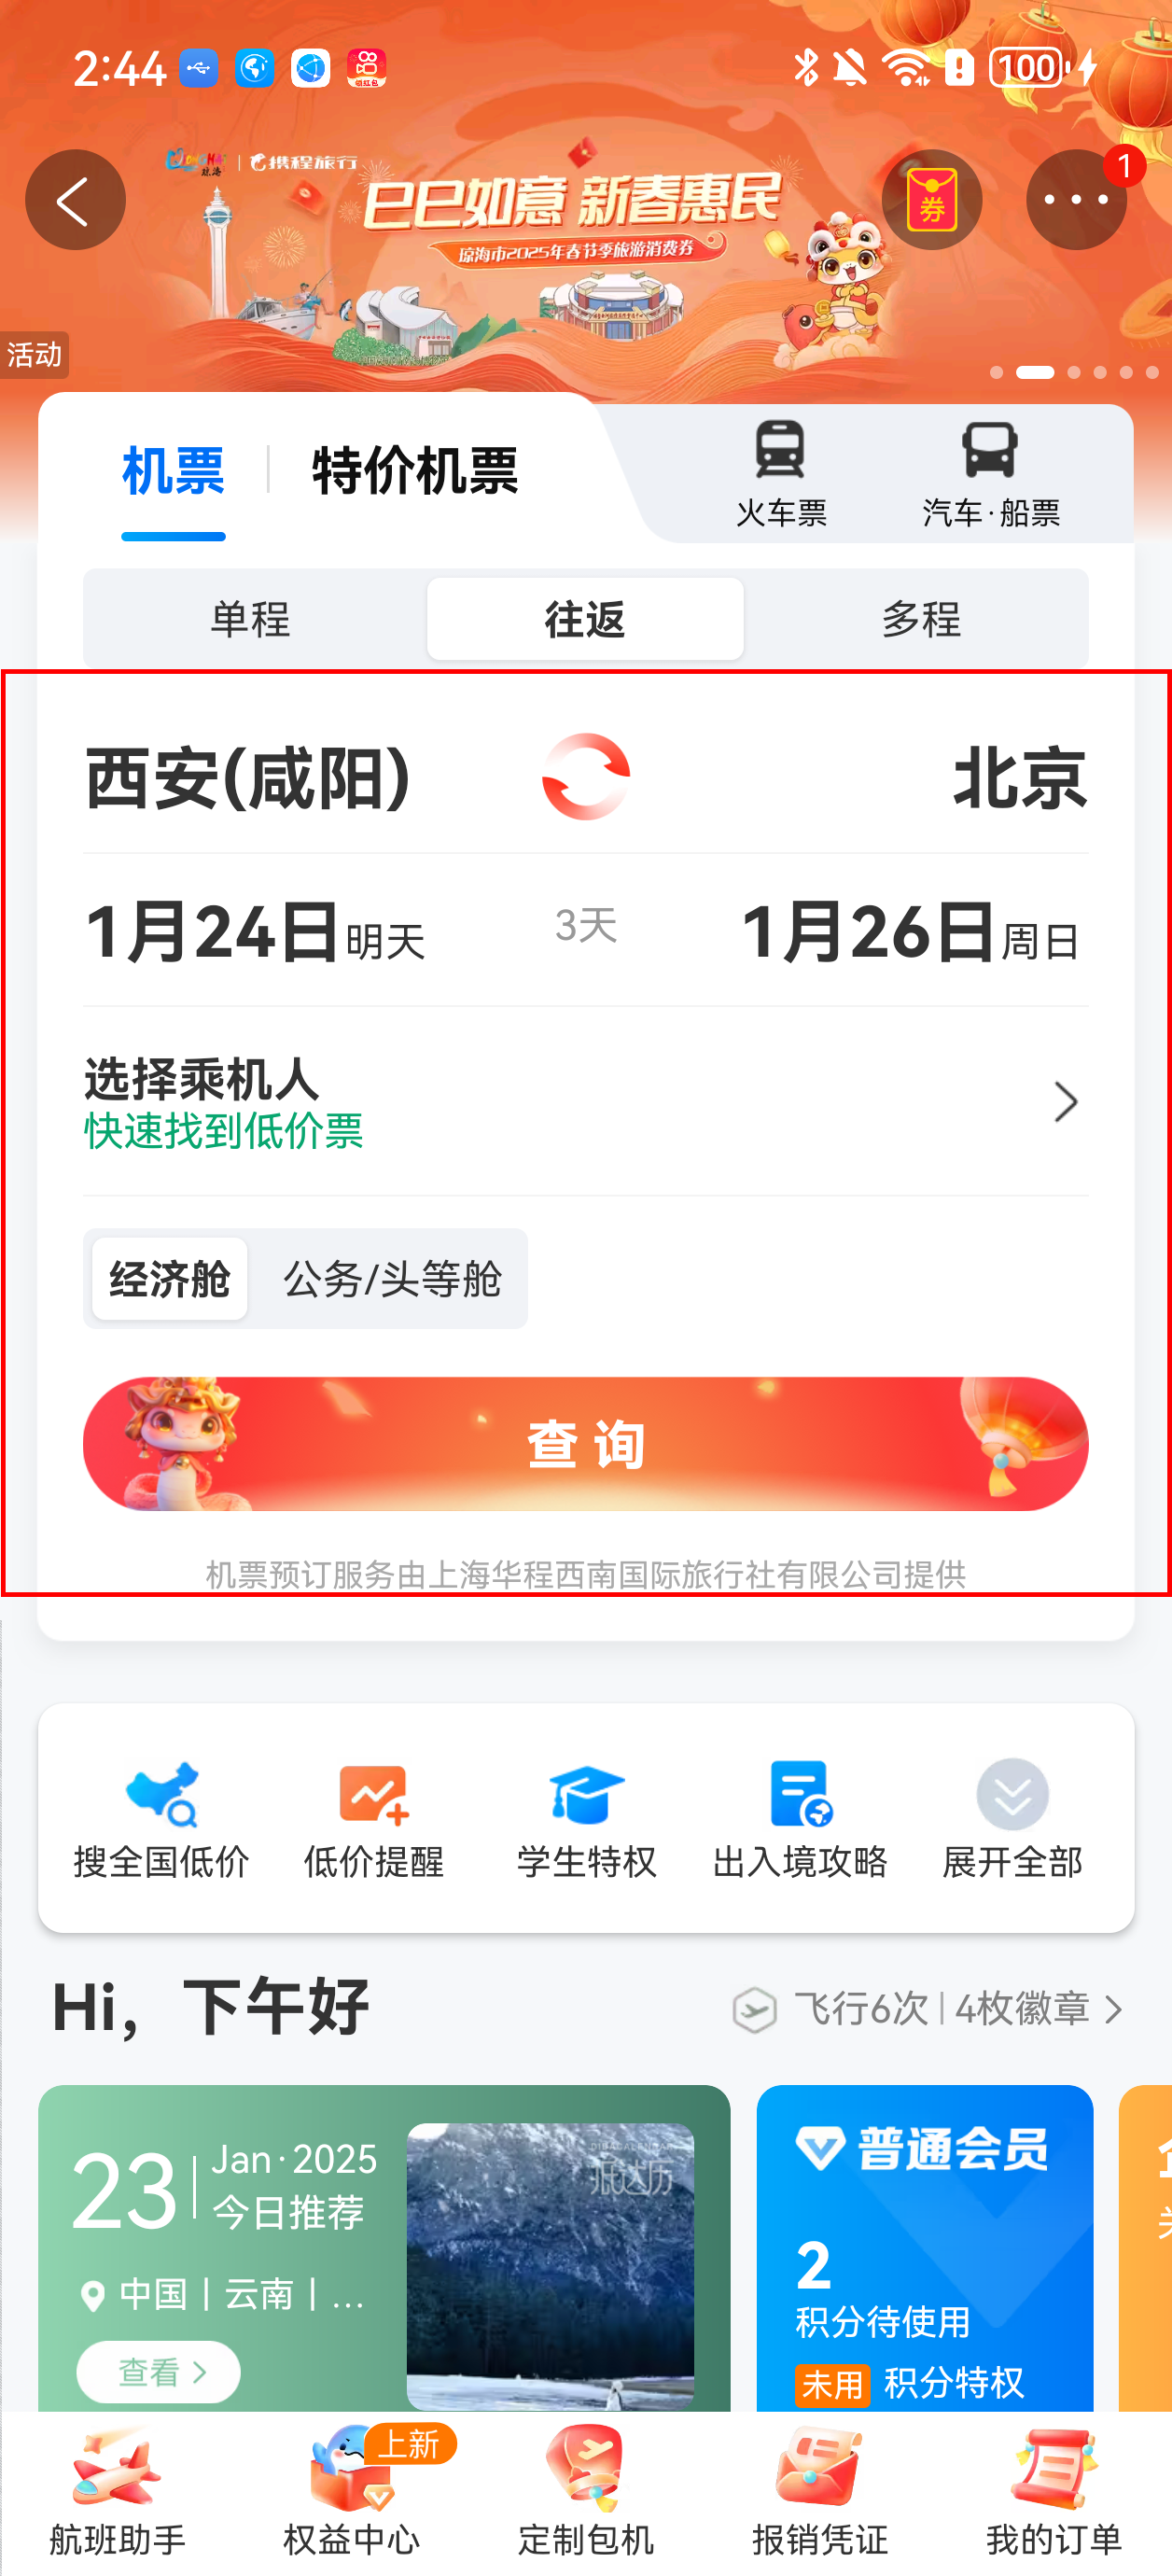 2:44
100
携程旅行
巳巳如意 新春惠民
琼海市2025年春节季旅游消费券
券
1
活动
机票
特价机票
火车票
汽车·船票
单程
往返
多程
西安(咸阳)
北京
1月24日明天
3天
1月26日周日
选择乘机人
快速找到低价票
经济舱
公务/头等舱
查询
机票预订服务由上海华程西南国际旅行社有限公司提供
搜全国低价
低价提醒
学生特权
出入境攻略
展开全部
Hi，下午好
飞行6次|4枚徽章
23
Jan·2025
今日推荐
中国 | 云南 | ...
查看
普通会员
2
积分待使用
未用 积分特权
上新
航班助手
权益中心
定制包机
报销凭证
我的订单